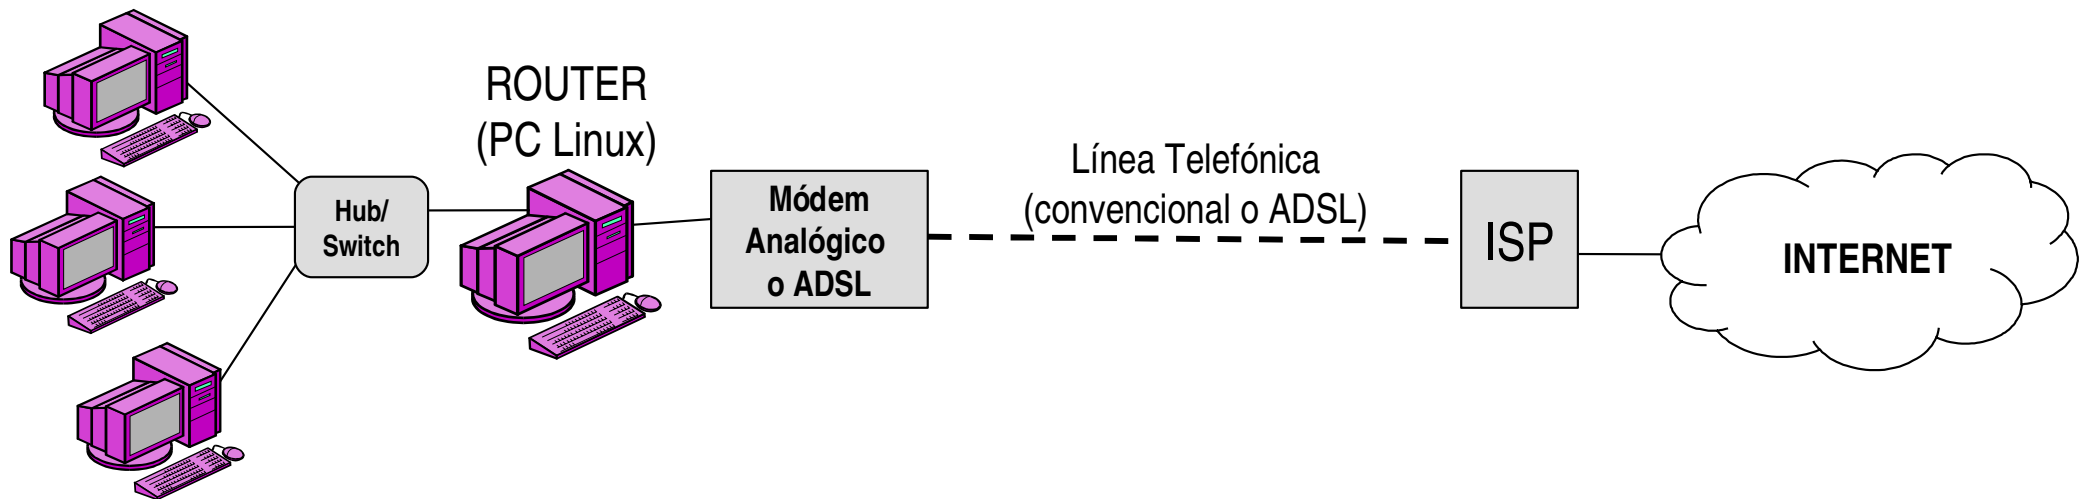 ROUTER
(PC Linux)
Hub/
Switch
Módem
Analógico
o ADSL
Línea Telefónica
(convencional o ADSL)
ISP
INTERNET